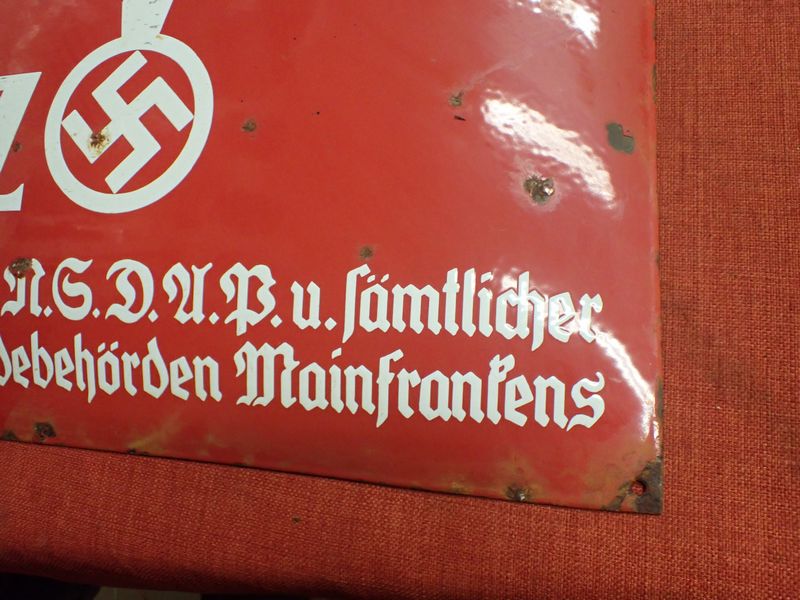 N.S.D.A.P. u. sämtlicher
debehörden Mainfrankens